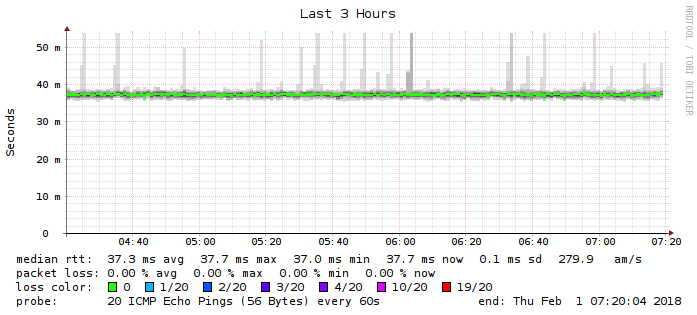 Last 3 Hours
RRDTOOL / TOBI OETIKER
Seconds
50 m
40 m
30 m
20 m
10 m
0
04:40 05:00 05:20 05:40 06:00 06:20 06:40 07:00 07:20
median rtt: 37.3 ms avg 37.7 ms max 37.0 ms min 37.7 ms now 0.1 ms sd 279.9 am/s
packet loss: 0.00 % avg 0.00 % max 0.00 % min 0.00 % now
loss color: 0 1/20 2/20 3/20 4/20 10/20 19/20
probe: 20 ICMP Echo Pings (56 Bytes) every 60s end: Thu Feb 1 07:20:04 2018